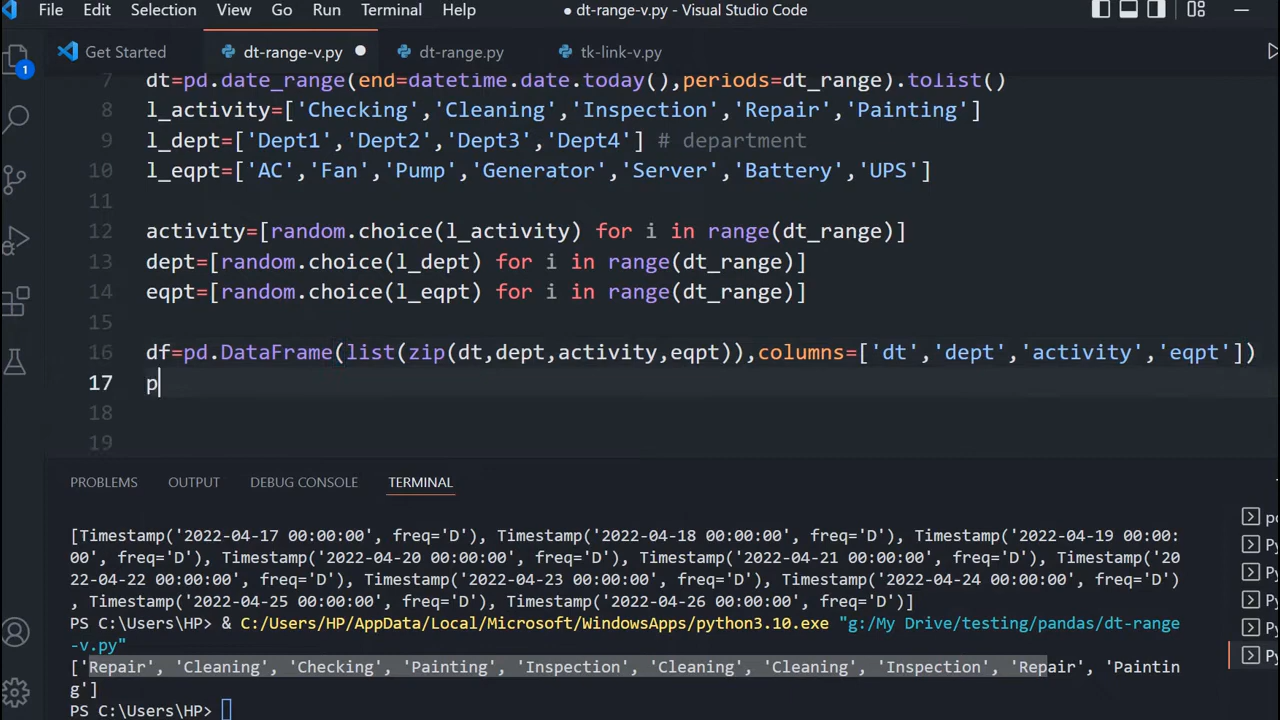 File Edit Selection View Go Run Terminal Help ● dt-range-v.py - Visual Studio Code
Get Started dt-range-v.py dt-range.py tk-link-v.py
1
7 dt=pd.date_range(end=datetime.date.today(),periods=dt_range).tolist()
8 l_activity=['Checking','Cleaning','Inspection','Repair','Painting']
9 l_dept=['Dept1','Dept2','Dept3','Dept4'] # department
10 l_eqpt=['AC','Fan','Pump','Generator','Server','Battery','UPS']
11
12 activity=[random.choice(l_activity) for i in range(dt_range)]
13 dept=[random.choice(l_dept) for i in range(dt_range)]
14 eqpt=[random.choice(l_eqpt) for i in range(dt_range)]
15
16 df=pd.DataFrame(list(zip(dt,dept,activity,eqpt)),columns=['dt','dept','activity','eqpt'])
17 p
18
19
PROBLEMS OUTPUT DEBUG CONSOLE TERMINAL
[Timestamp('2022-04-17 00:00:00', freq='D'), Timestamp('2022-04-18 00:00:00', freq='D'), Timestamp('2022-04-19 00:00:
00', freq='D'), Timestamp('2022-04-20 00:00:00', freq='D'), Timestamp('2022-04-21 00:00:00', freq='D'), Timestamp('20
22-04-22 00:00:00', freq='D'), Timestamp('2022-04-23 00:00:00', freq='D'), Timestamp('2022-04-24 00:00:00', freq='D')
, Timestamp('2022-04-25 00:00:00', freq='D'), Timestamp('2022-04-26 00:00:00', freq='D')]
PS C:\Users\HP> & C:/Users/HP/AppData/Local/Microsoft/WindowsApps/python3.10.exe "g:/My Drive/testing/pandas/dt-range
-v.py"
['Repair', 'Cleaning', 'Checking', 'Painting', 'Inspection', 'Cleaning', 'Cleaning', 'Inspection', 'Repair', 'Paintin
g']
PS C:\Users\HP>